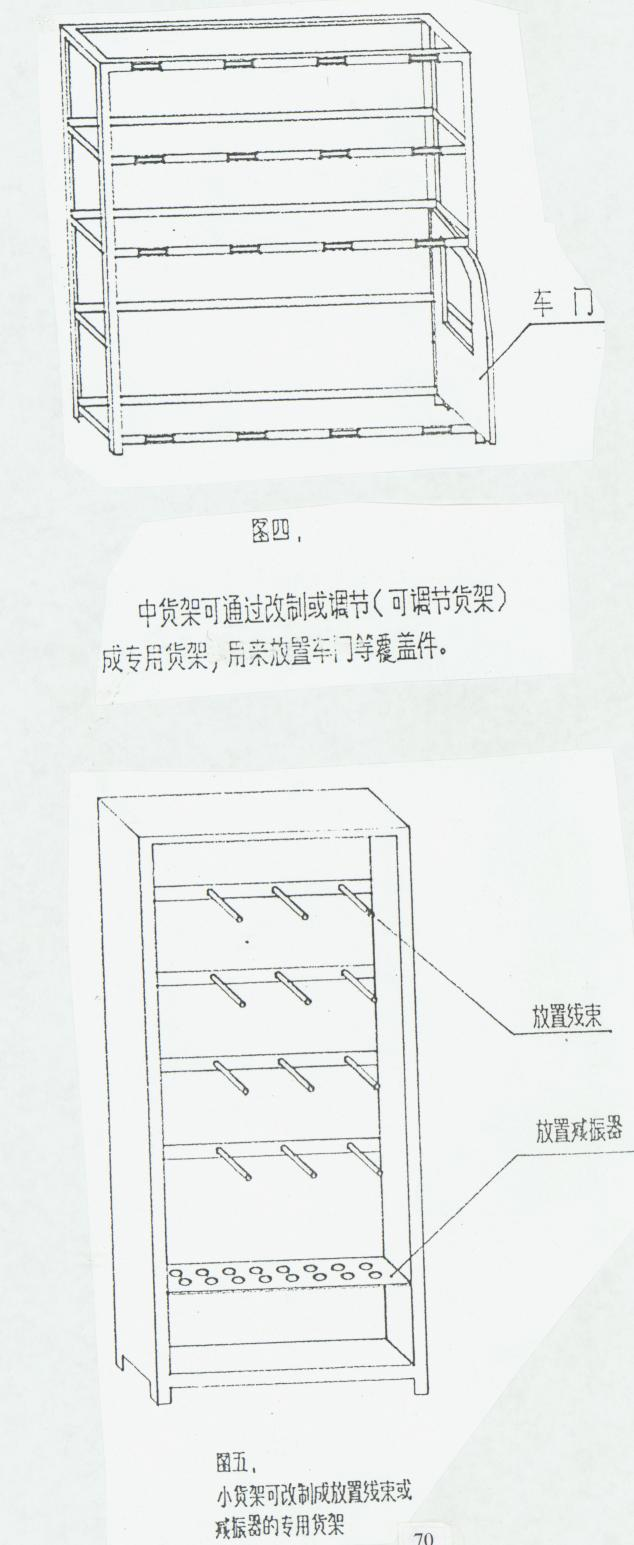 车 门
图四,
中货架可通过改制或调节(可调节货架)
成专用货架,用来放置车门等覆盖件。
放置线束
放置减振器
图五,
小货架可改制成放置线束或
减振器的专用货架
70